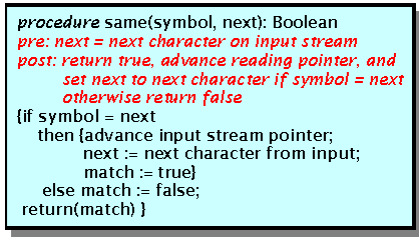 procedure same(symbol, next): Boolean
pre: next = next character on input stream
post: return true, advance reading pointer, and
set next to next character if symbol = next
otherwise return false
{if symbol = next
then {advance input stream pointer;
next := next character from input;
match := true}
else match := false;
return(match) }